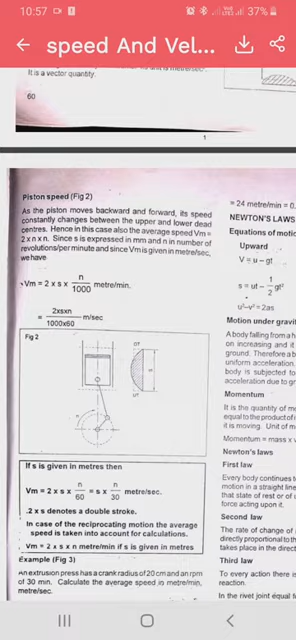 10:57
37%
speed And Vel...
It is a vector quantity.
60
1
Piston speed (Fig 2)
As the piston moves backward and forward, its speed
constantly changes between the upper and lower dead
centres. Hence in this case also the average speed Vm =
2 x n x n. Since s is expressed in mm and n in number of
revolutions/per minute and since Vm is given in metre/sec,
we have
Vm = 2 x s x n/1000 metre/min.
= 2xsxn/1000x60 m/sec
Fig 2
OT
UT
If s is given in metres then
Vm = 2 x s x n/60 = s x n/30 metre/sec.
.2 x s denotes a double stroke.
In case of the reciprocating motion the average
speed is taken into account for calculations.
Vm = 2 x s x n metre/min if s is given in metres
Example (Fig 3)
An extrusion press has a crank radius of 20 cm and an rpm
of 30 min. Calculate the average speed in metre/min,
metre/sec.
= 24 metre/min = 0.
NEWTON'S LAWS
Equations of motio
Upward
V = u - gt
s = ut - 1/2 gt²
u²-v² = 2as
Motion under gravit
A body falling from a h
on increasing and it
ground. Therefore a b
uniform acceleration.
body is subjected to
acceleration due to gr
Momentum
It is the quantity of mo
equal to the product of
it is moving. Unit of m
Momentum = mass x v
Newton's laws
First law
Every body continues t
motion in a straight line
that state of rest or of u
force acting upon it.
Second law
The rate of change of
directly proportional to th
takes place in the direct
Third law
To every action there is
reaction.
In the rivet joint equal f